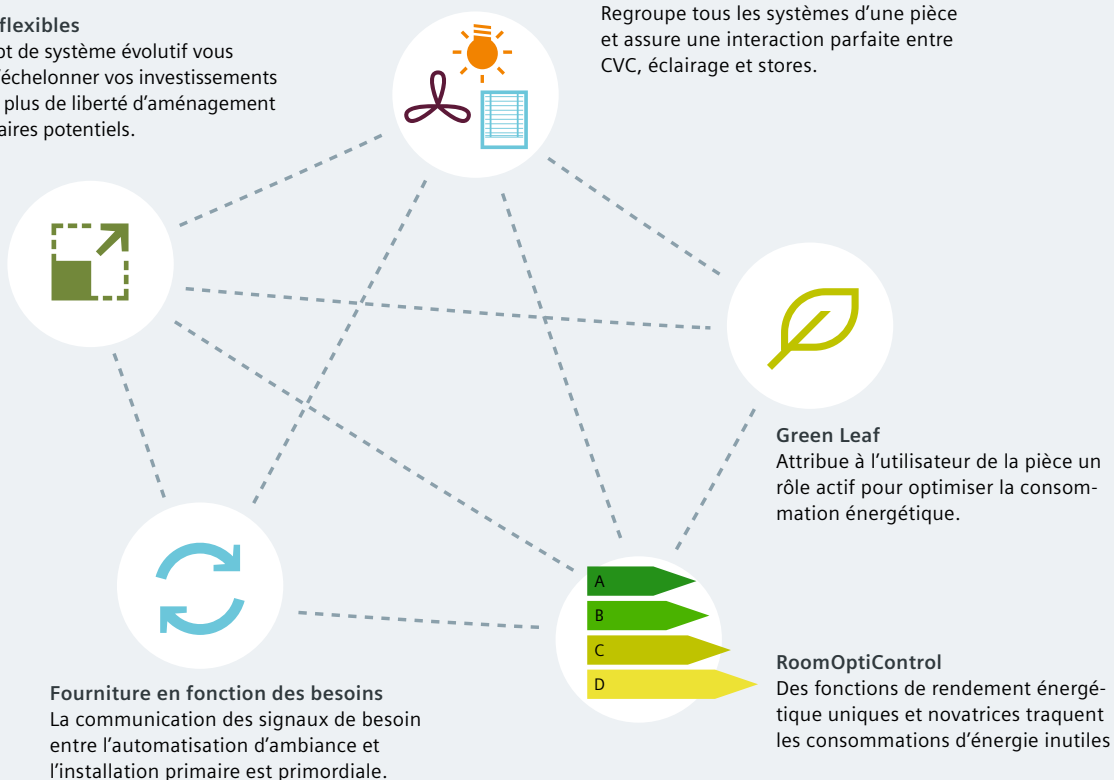 flexibles
pt de système évolutif vous
'échelonner vos investissements
plus de liberté d'aménagement
aires potentiels.
Regroupe tous les systèmes d'une pièce
et assure une interaction parfaite entre
CVC, éclairage et stores.
Green Leaf
Attribue à l'utilisateur de la pièce un
rôle actif pour optimiser la consom-
mation énergétique.
A
B
C
D
RoomOptiControl
Des fonctions de rendement énergé-
tique uniques et novatrices traquent
les consommations d'énergie inutiles
Fourniture en fonction des besoins
La communication des signaux de besoin
entre l'automatisation d'ambiance et
l'installation primaire est primordiale.